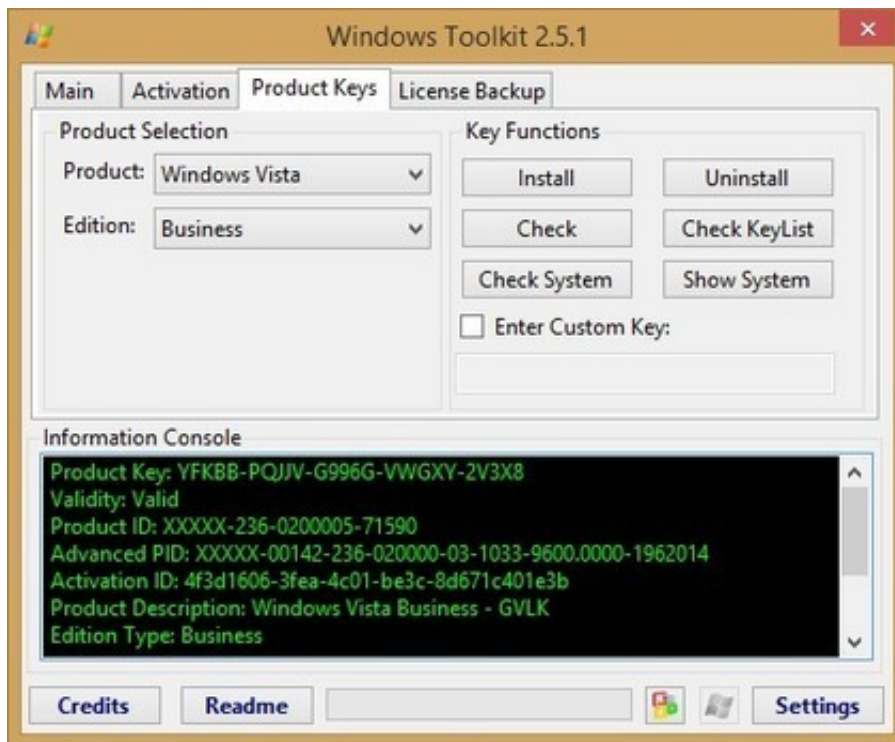 Windows Toolkit 2.5.1
Main Activation Product Keys License Backup
Product Selection
Product: Windows Vista
Edition: Business
Key Functions
Install Uninstall
Check Check KeyList
Check System Show System
Enter Custom Key:
Information Console
Product Key: YFKBB-PQJJV-G996G-VWGXY-2V3X8
Validity: Valid
Product ID: XXXXX-236-0200005-71590
Advanced PID: XXXXX-00142-236-020000-03-1033-9600.0000-1962014
Activation ID: 4f3d1606-3fea-4c01-be3c-8d671c401e3b
Product Description: Windows Vista Business - GVLK
Edition Type: Business
Credits Readme Settings